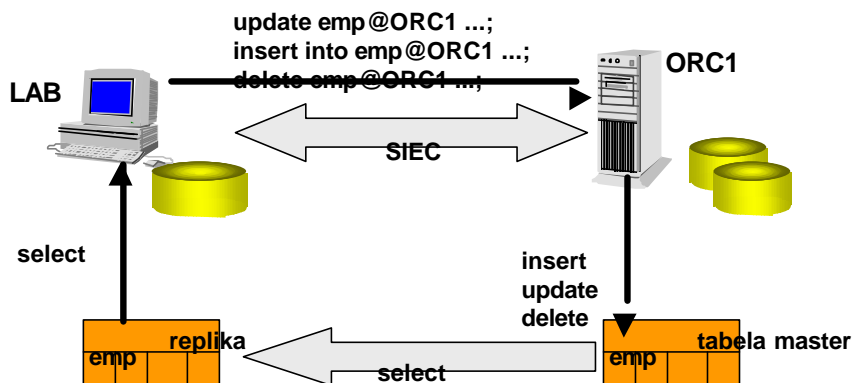 update emp@ORC1 ...;
insert into emp@ORC1 ...;
delete emp@ORC1 ...;
LAB
ORC1
SIEC
select
insert
update
delete
replika
emp
tabela master
emp
select